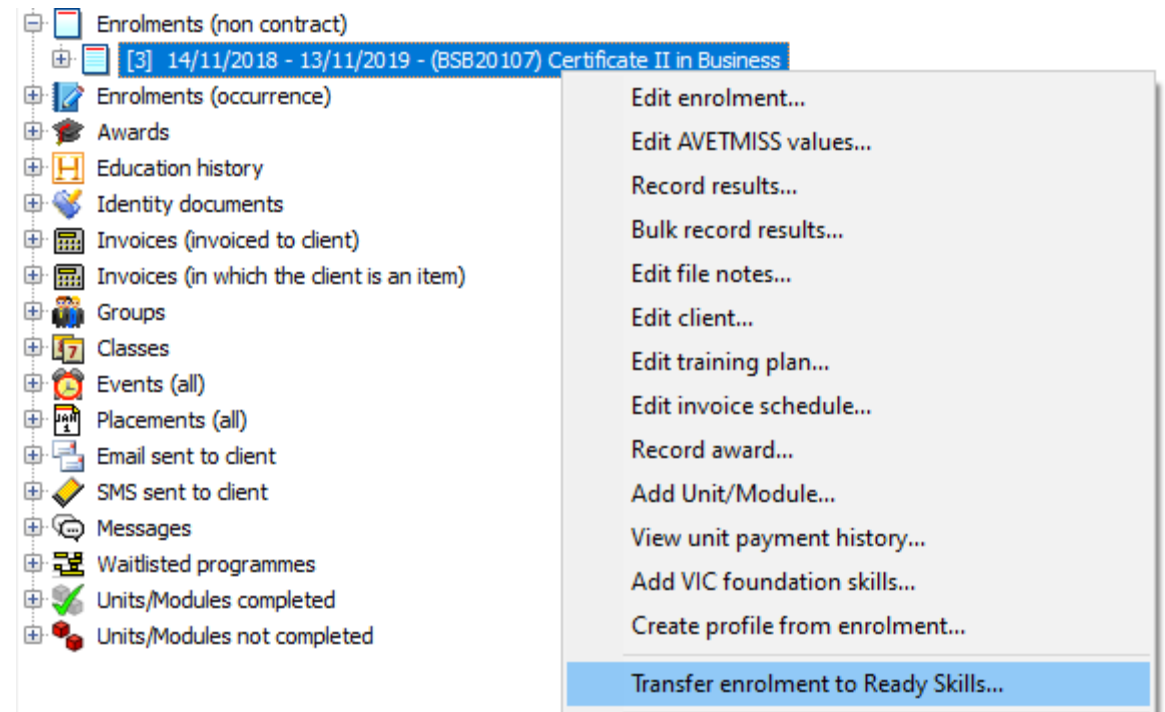 Enrolments (non contract)
[3] 14/11/2018 - 13/11/2019 - (BSB20107) Certificate II in Business
Enrolments (occurrence)
Awards
Education history
Identity documents
Invoices (invoiced to client)
Invoices (in which the client is an item)
Groups
Classes
Events (all)
Placements (all)
Email sent to client
SMS sent to client
Messages
Waitlisted programmes
Units/Modules completed
Units/Modules not completed
Edit enrolment...
Edit AVETMISS values...
Record results...
Bulk record results...
Edit file notes...
Edit client...
Edit training plan...
Edit invoice schedule...
Record award...
Add Unit/Module...
View unit payment history...
Add VIC foundation skills...
Create profile from enrolment...
Transfer enrolment to Ready Skills...